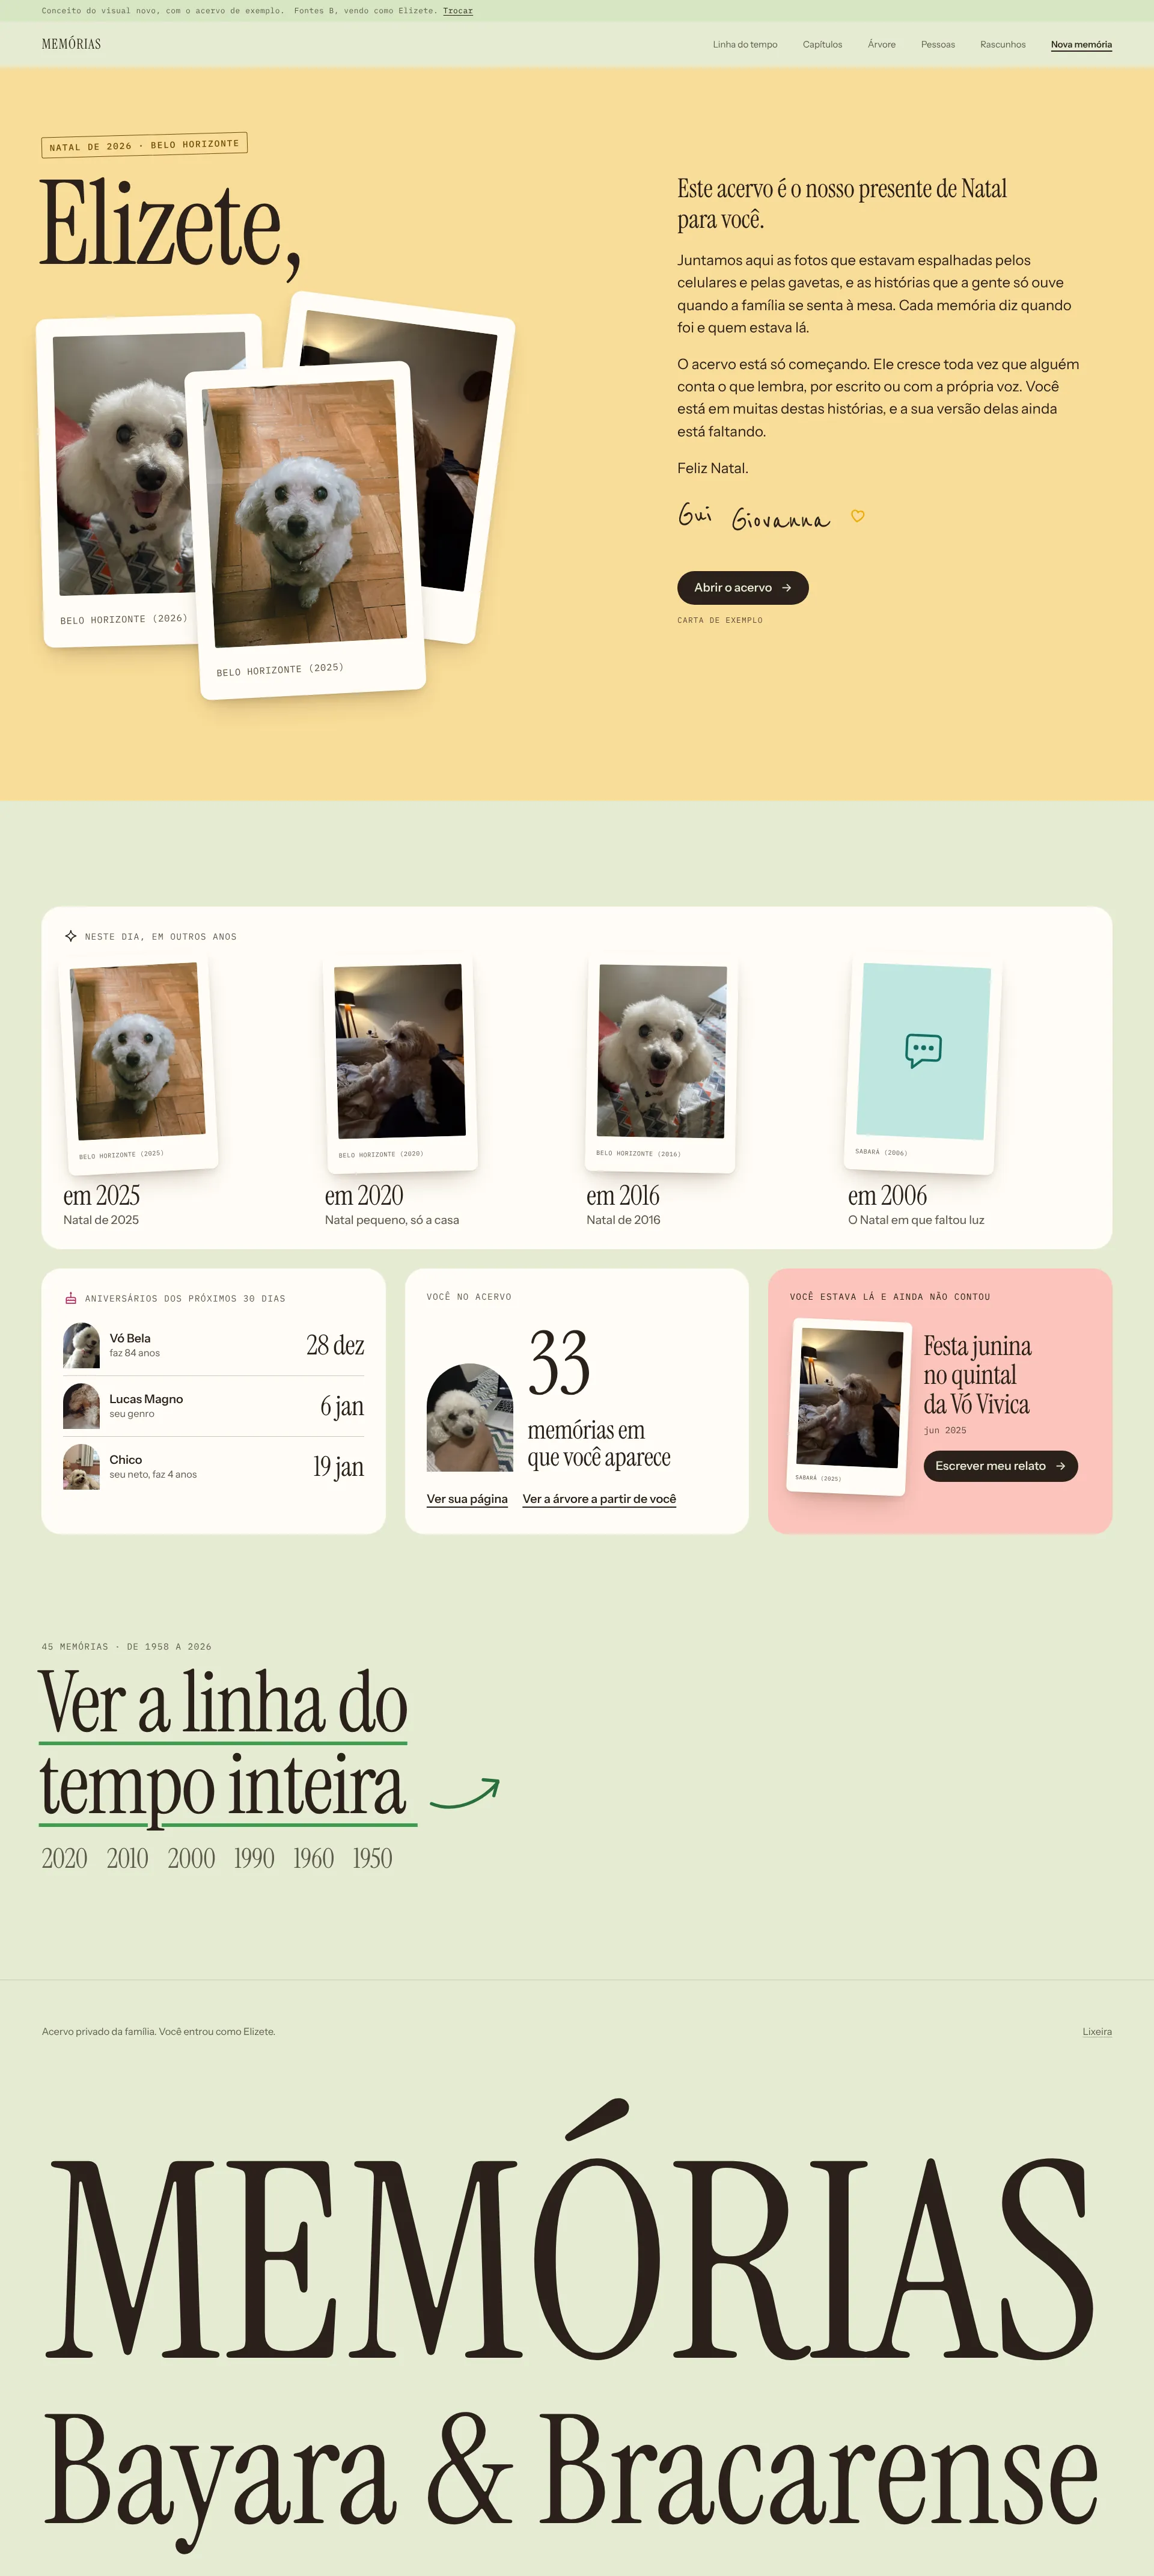 Conceito do visual novo, com o acervo de exemplo. Fontes B, vendo como Elizete. Trocar
MEMÓRIAS
Linha do tempo Capítulos Árvore Pessoas Rascunhos Nova memória
NATAL DE 2026 · BELO HORIZONTE
Elizete,
BELO HORIZONTE (2026)
BELO HORIZONTE (2025)
Este acervo é o nosso presente de Natal
para você.
Juntamos aqui as fotos que estavam espalhadas pelos
celulares e pelas gavetas, e as histórias que a gente só ouve
quando a família se senta à mesa. Cada memória diz quando
foi e quem estava lá.
O acervo está só começando. Ele cresce toda vez que alguém
conta o que lembra, por escrito ou com a própria voz. Você
está em muitas destas histórias, e a sua versão delas ainda
está faltando.
Feliz Natal.
Gui Giovanna
Abrir o acervo →
CARTA DE EXEMPLO
NESTE DIA, EM OUTROS ANOS
BELO HORIZONTE (2025)
em 2025
Natal de 2025
BELO HORIZONTE (2020)
em 2020
Natal pequeno, só a casa
BELO HORIZONTE (2016)
em 2016
Natal de 2016
SABARÁ (2006)
em 2006
O Natal em que faltou luz
ANIVERSÁRIOS DOS PRÓXIMOS 30 DIAS
Vó Bela
faz 84 anos
28 dez
Lucas Magno
seu genro
6 jan
Chico
seu neto, faz 4 anos
19 jan
VOCÊ NO ACERVO
33
memórias em
que você aparece
Ver sua página Ver a árvore a partir de você
VOCÊ ESTAVA LÁ E AINDA NÃO CONTOU
SABARÁ (2025)
Festa junina
no quintal
da Vó Vivica
jun 2025
Escrever meu relato →
45 MEMÓRIAS · DE 1958 A 2026
Ver a linha do
tempo inteira
2020 2010 2000 1990 1960 1950
Acervo privado da família. Você entrou como Elizete.
Lixeira
MEMÓRIAS
Bayara & Bracarense